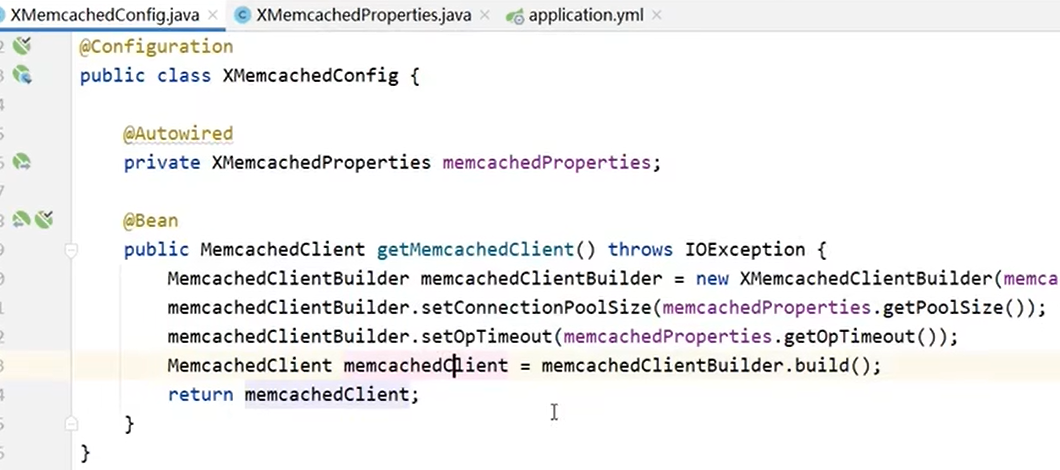 XMemcachedConfig.java × XMemcachedProperties.java × application.yml ×
@Configuration
public class XMemcachedConfig {
@Autowired
private XMemcachedProperties memcachedProperties;
@Bean
public MemcachedClient getMemcachedClient() throws IOException {
MemcachedClientBuilder memcachedClientBuilder = new XMemcachedClientBuilder(memca
memcachedClientBuilder.setConnectionPoolSize(memcachedProperties.getPoolSize());
memcachedClientBuilder.setOpTimeout(memcachedProperties.getOpTimeout());
MemcachedClient memcachedClient = memcachedClientBuilder.build();
return memcachedClient;
}
}